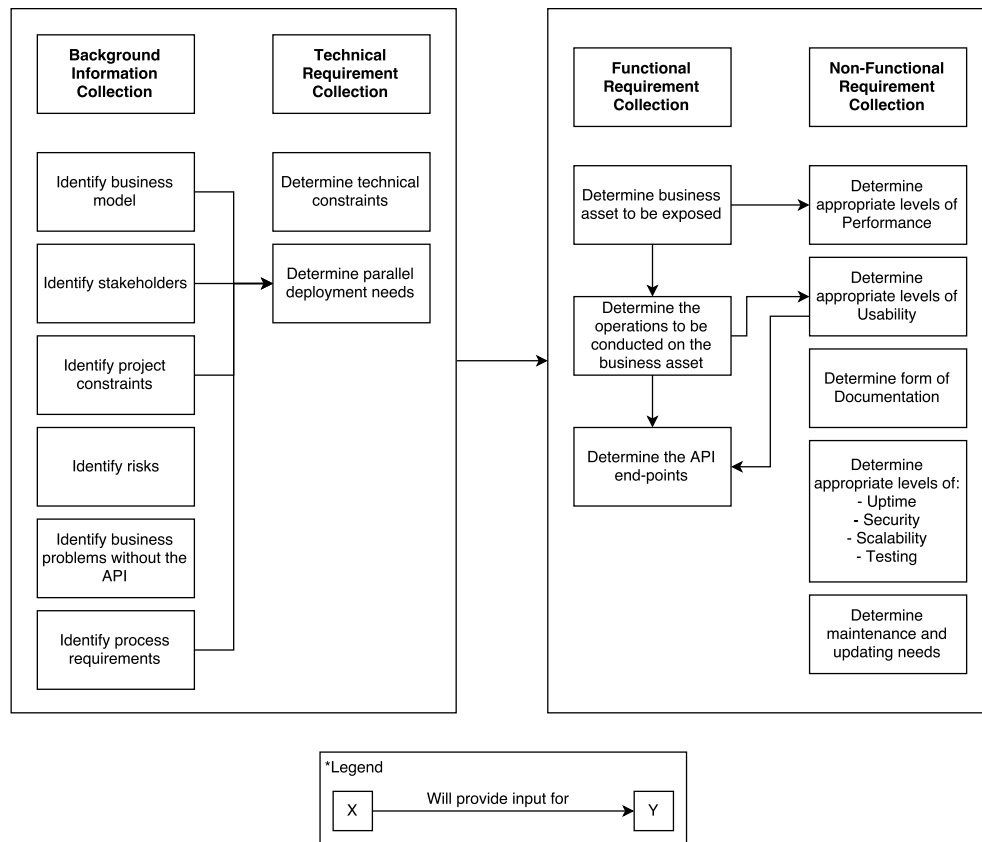 Background
Information
Collection
Technical
Requirement
Collection
Identify business
model
Identify stakeholders
Identify project
constraints
Identify risks
Identify business
problems without the
API
Identify process
requirements
Determine technical
constraints
Determine parallel
deployment needs
Functional
Requirement
Collection
Non-Functional
Requirement
Collection
Determine business
asset to be exposed
Determine the
operations to be
conducted on the
business asset
Determine the API
end-points
Determine
appropriate levels of
Performance
Determine
appropriate levels of
Usability
Determine form of
Documentation
Determine
appropriate levels of:
- Uptime
- Security
- Scalability
- Testing
Determine
maintenance and
updating needs
*Legend
X
Will provide input for
Y